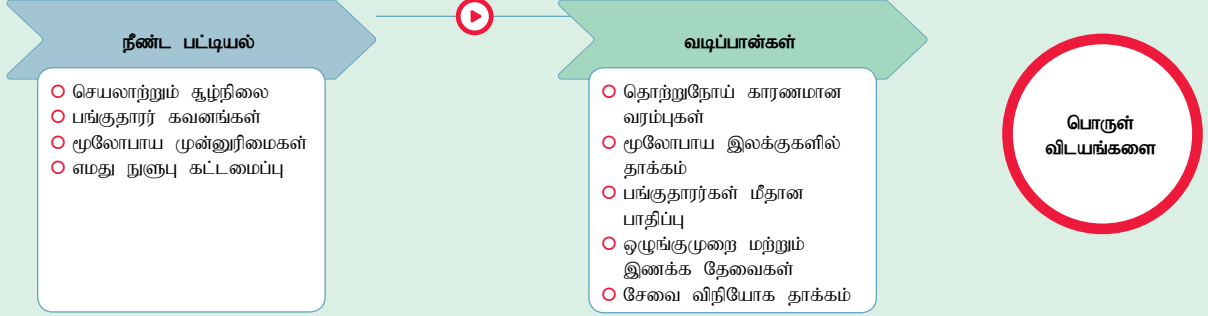 நீண்ட பட்டியல்
செயலாற்றும் சூழ்நிலை
பங்குதாரர் கவனங்கள்
மூலோபாய முன்னுரிமைகள்
எமது நுளுபு கட்டமைப்பு
வடிப்பான்கள்
தொற்றுநோய் காரணமான
வரம்புகள்
மூலோபாய இலக்குகளில்
தாக்கம்
பங்குதாரர்கள் மீதான
பாதிப்பு
ஒழுங்குமுறை மற்றும்
இணக்க தேவைகள்
சேவை விநியோக தாக்கம்
பொருள்
விடயங்களை